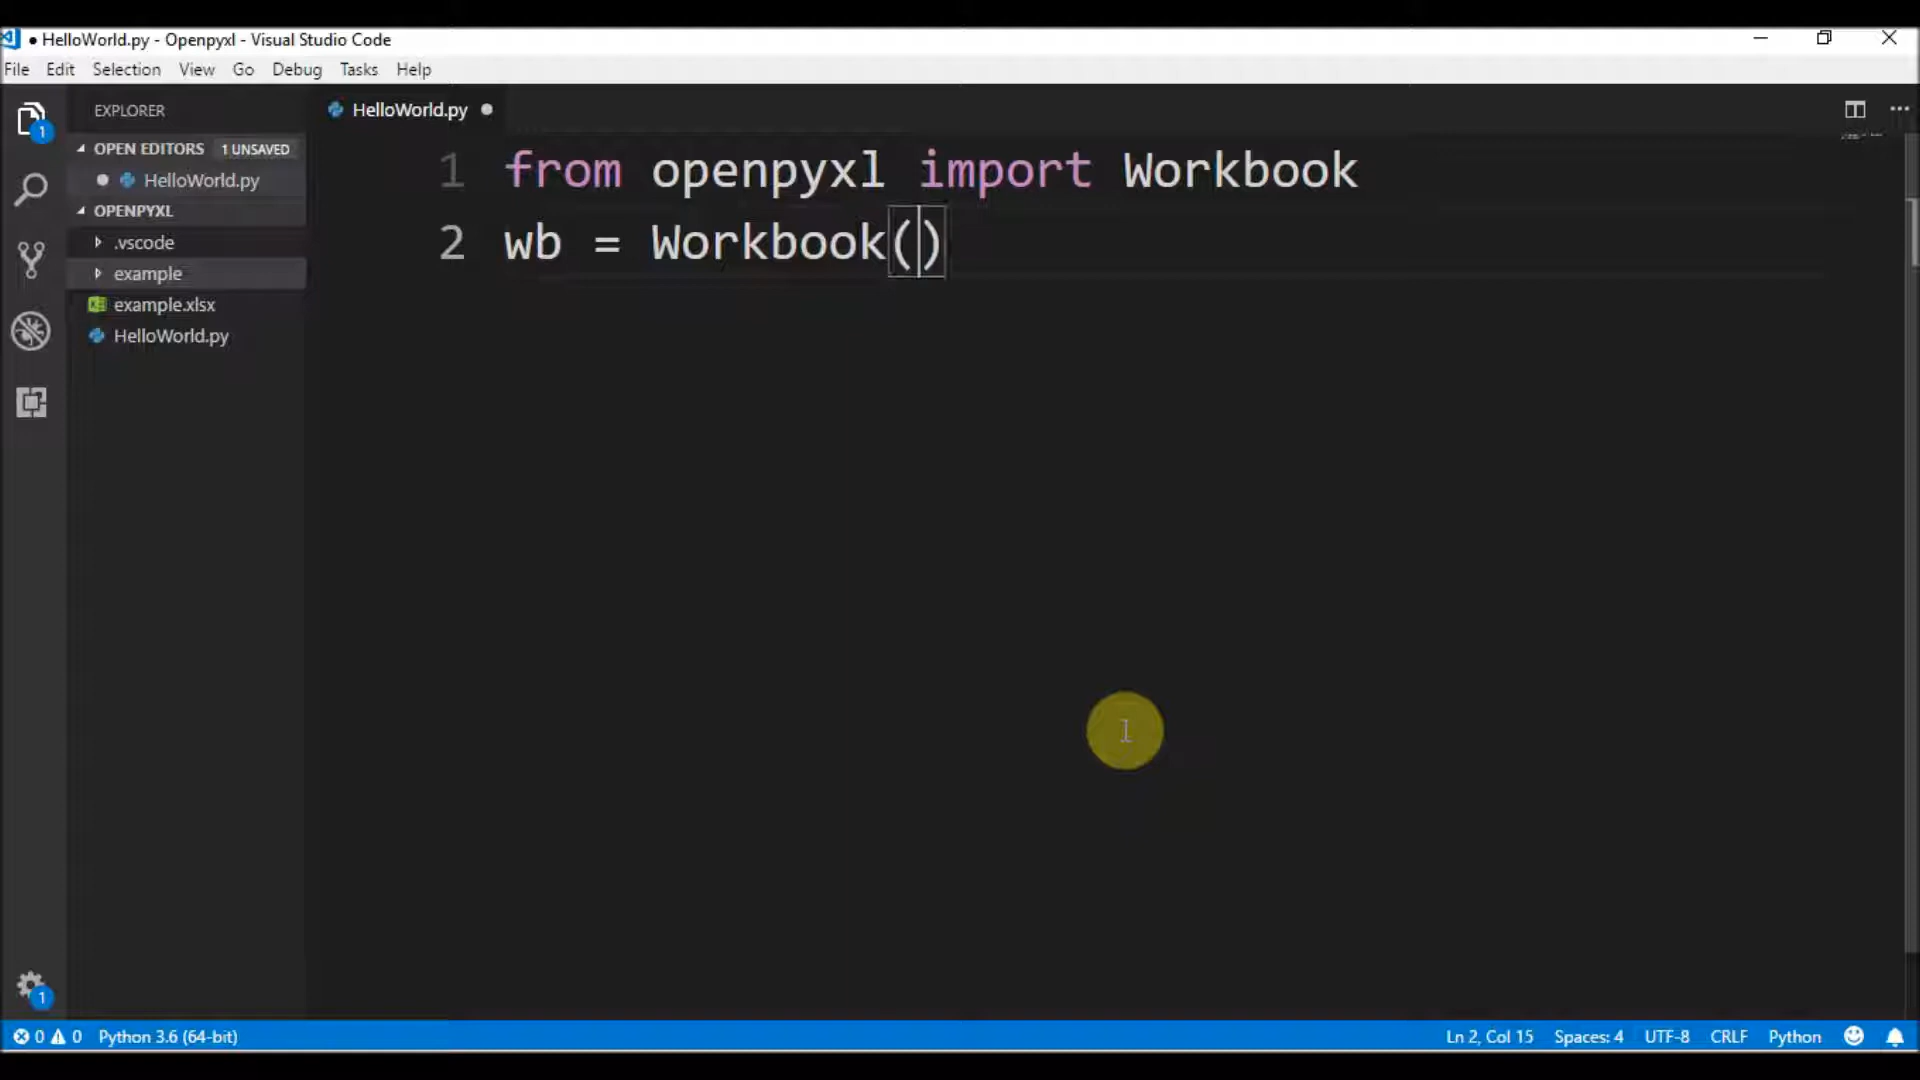 ● HelloWorld.py - Openpyxl - Visual Studio Code
File Edit Selection View Go Debug Tasks Help
EXPLORER
OPEN EDITORS 1 UNSAVED
HelloWorld.py
OPENPYXL
.vscode
example
example.xlsx
HelloWorld.py
HelloWorld.py
1 from openpyxl import Workbook
2 wb = Workbook()
1
1
0 0 Python 3.6 (64-bit)
Ln 2, Col 15 Spaces: 4 UTF-8 CRLF Python